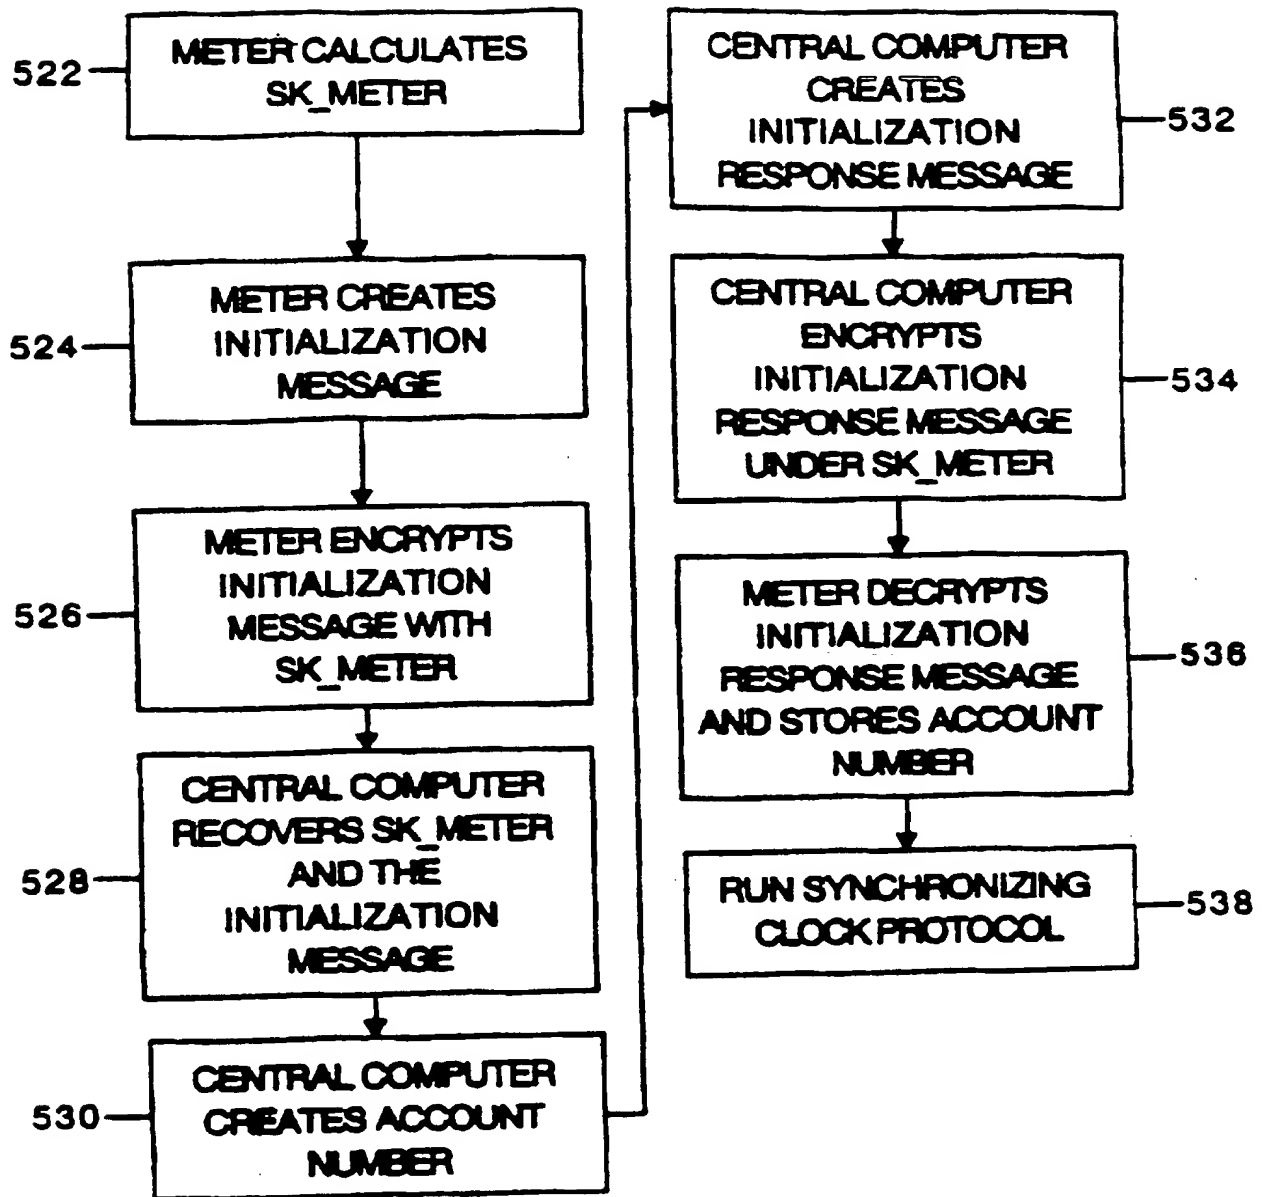 522
METER CALCULATES
SK_METER
524
METER CREATES
INITIALIZATION
MESSAGE
526
METER ENCRYPTS
INITIALIZATION
MESSAGE WITH
SK_METER
528
CENTRAL COMPUTER
RECOVERS SK_METER
AND THE
INITIALIZATION
MESSAGE
530
CENTRAL COMPUTER
CREATES ACCOUNT
NUMBER
CENTRAL COMPUTER
CREATES
INITIALIZATION
RESPONSE MESSAGE
532
CENTRAL COMPUTER
ENCRYPTS
INITIALIZATION
RESPONSE MESSAGE
UNDER SK_METER
534
METER DECRYPTS
INITIALIZATION
RESPONSE MESSAGE
AND STORES ACCOUNT
NUMBER
536
RUN SYNCHRONIZING
CLOCK PROTOCOL
538